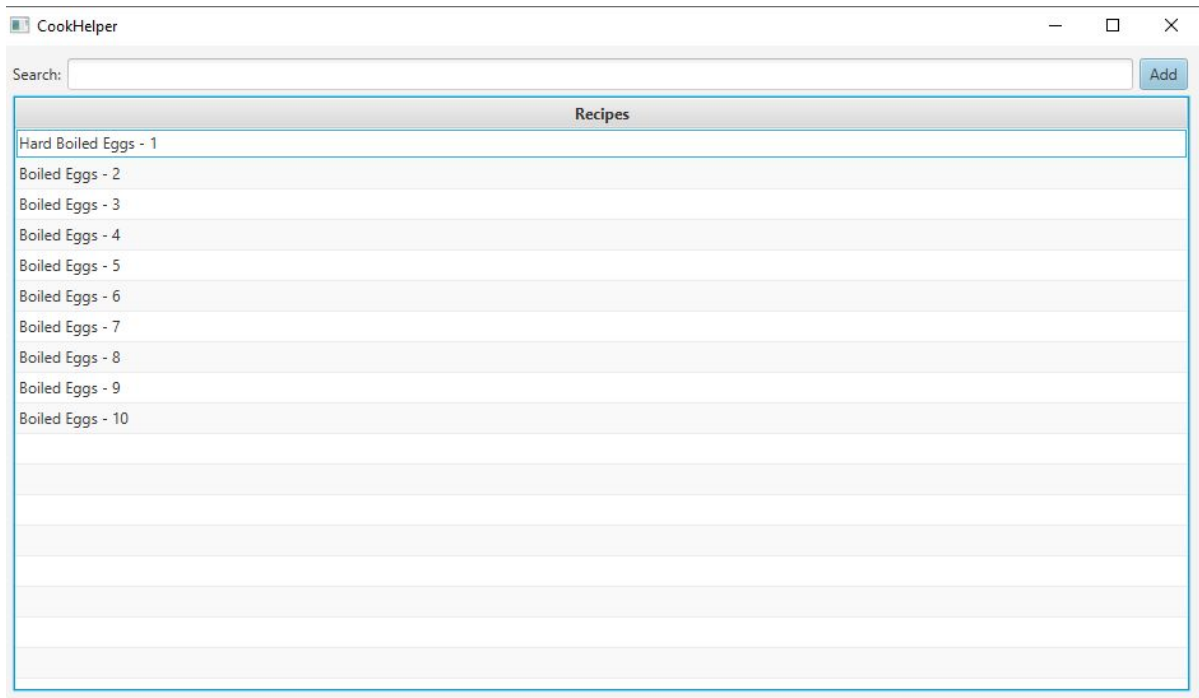 CookHelper
Search: Add
Recipes
Hard Boiled Eggs - 1
Boiled Eggs - 2
Boiled Eggs - 3
Boiled Eggs - 4
Boiled Eggs - 5
Boiled Eggs - 6
Boiled Eggs - 7
Boiled Eggs - 8
Boiled Eggs - 9
Boiled Eggs - 10